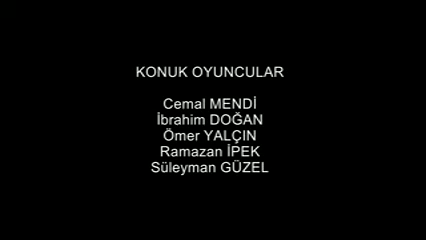 KONUK OYUNCULAR
Cemal MENDİ
İbrahim DOĞAN
Ömer YALÇIN
Ramazan İPEK
Süleyman GÜZEL